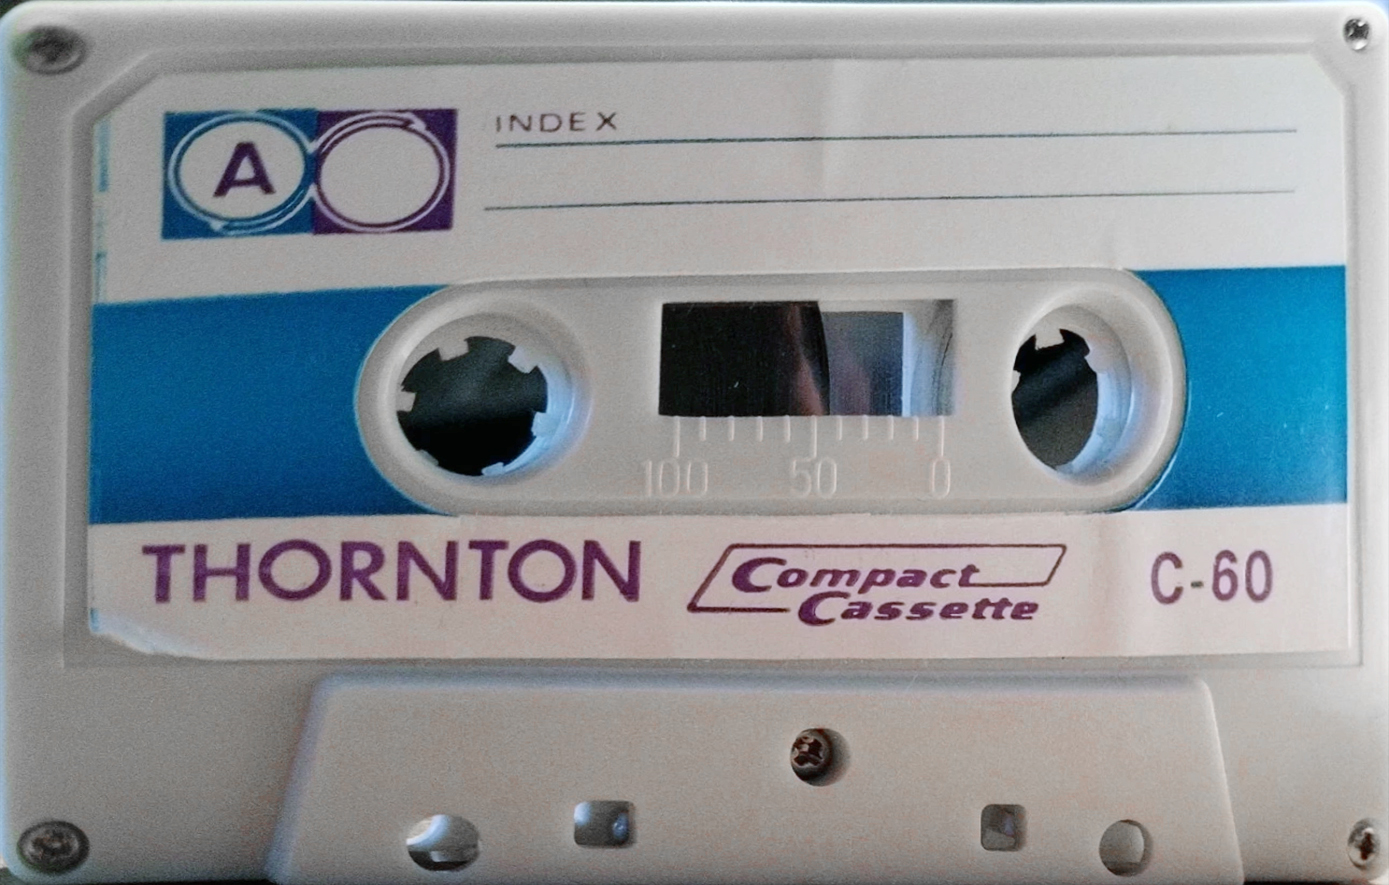 A
INDEX
100 50 0
THORNTON Compact Cassette C-60